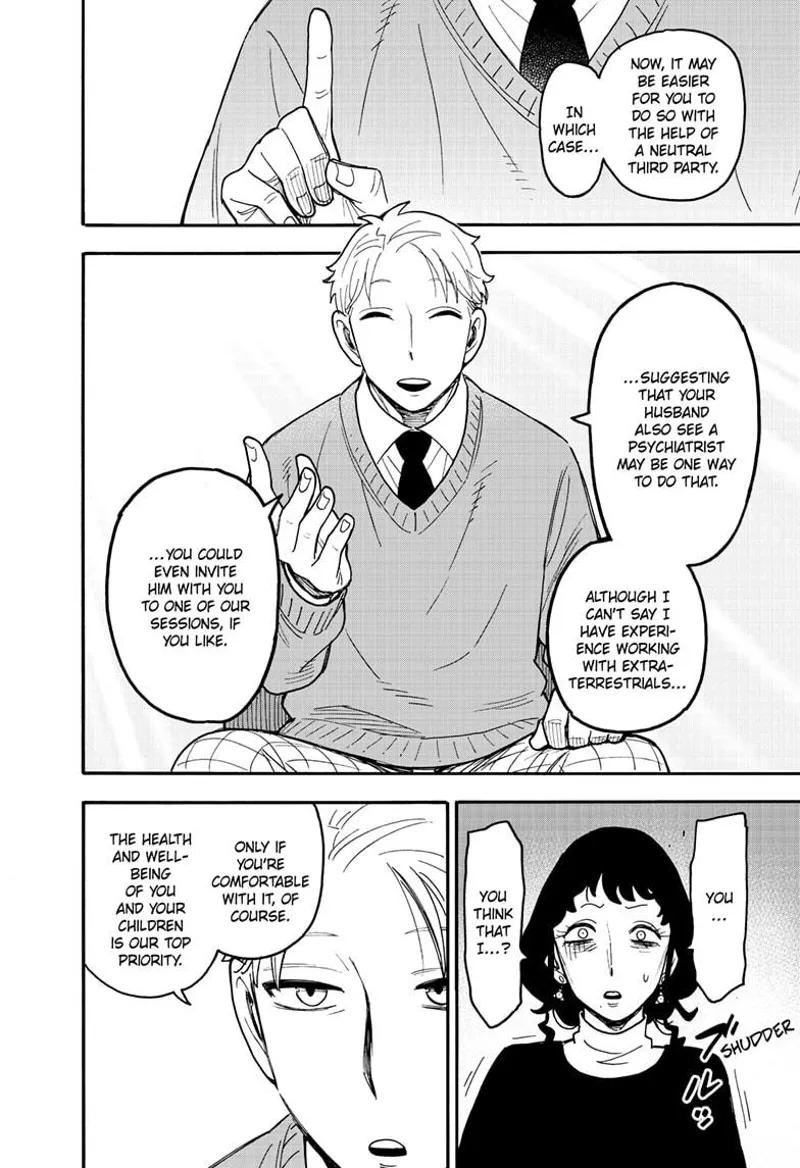 NOW, IT MAY
BE EASIER
FOR YOU TO
DO SO WITH
THE HELP OF
A NEUTRAL
THIRD PARTY.
IN
WHICH
CASE...
...SUGGESTING
THAT YOUR
HUSBAND
ALSO SEE A
PSYCHIATRIST
MAY BE ONE WAY
TO DO THAT.
ALTHOUGH I
CAN'T SAY I
HAVE EXPERI-
ENCE WORKING
WITH EXTRA-
TERRESTRIALS...
...YOU COULD
EVEN INVITE
HIM WITH YOU
TO ONE OF OUR
SESSIONS, IF
YOU LIKE.
YOU
...
YOU
THINK
THAT
I...?
ブルッ
SHUDDER
ONLY IF
YOU'RE
COMFORTABLE
WITH IT, OF
COURSE.
THE HEALTH
AND WELL-
BEING
OF YOU
AND YOUR
CHILDREN
IS OUR TOP
PRIORITY.